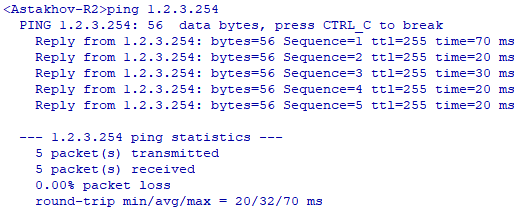 <Astakhov-R2>ping 1.2.3.254
PING 1.2.3.254: 56 data bytes, press CTRL_C to break
Reply from 1.2.3.254: bytes=56 Sequence=1 ttl=255 time=70 ms
Reply from 1.2.3.254: bytes=56 Sequence=2 ttl=255 time=20 ms
Reply from 1.2.3.254: bytes=56 Sequence=3 ttl=255 time=30 ms
Reply from 1.2.3.254: bytes=56 Sequence=4 ttl=255 time=20 ms
Reply from 1.2.3.254: bytes=56 Sequence=5 ttl=255 time=20 ms
--- 1.2.3.254 ping statistics ---
5 packet(s) transmitted
5 packet(s) received
0.00% packet loss
round-trip min/avg/max = 20/32/70 ms